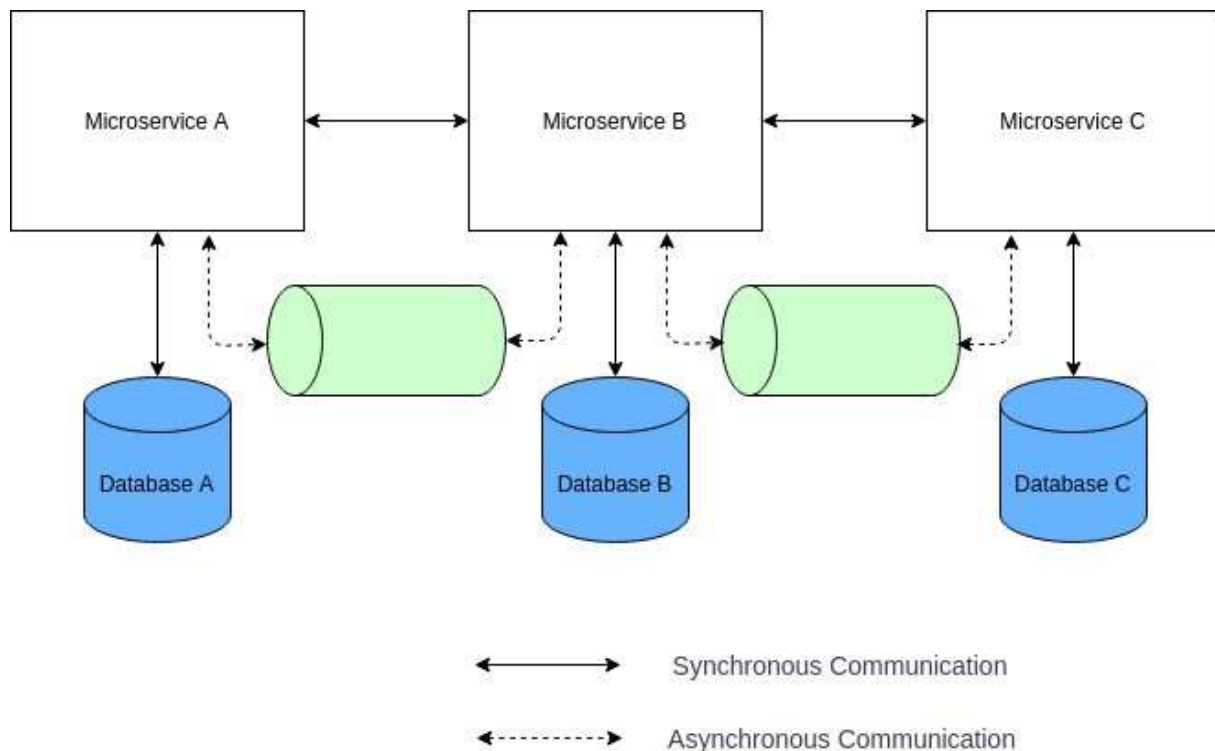 Microservice A
Microservice B
Microservice C
Database A
Database B
Database C
Synchronous Communication
Asynchronous Communication